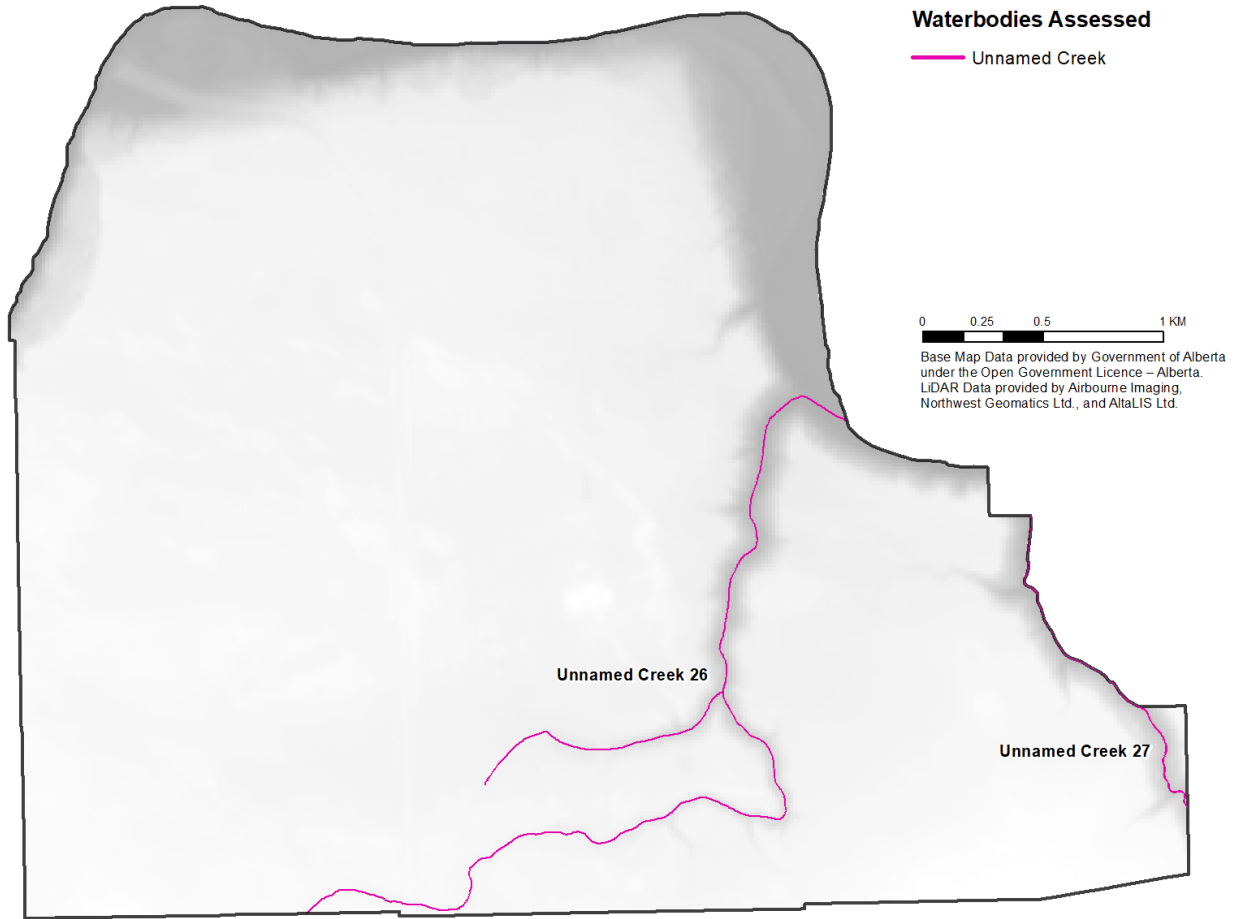 Waterbodies Assessed
Unnamed Creek
0 0.25 0.5 1 KM
Base Map Data provided by Government of Alberta
under the Open Government Licence – Alberta.
LiDAR Data provided by Airbourne Imaging,
Northwest Geomatics Ltd., and AltaLIS Ltd.
Unnamed Creek 26
Unnamed Creek 27